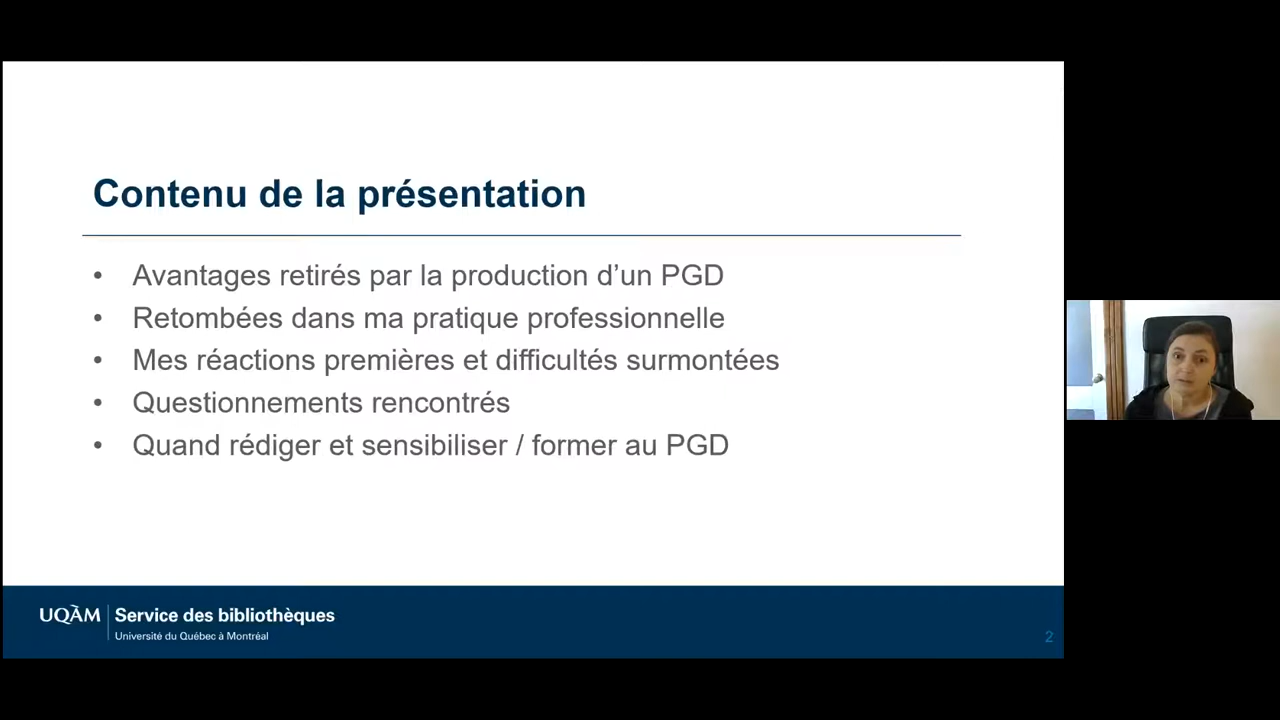 Contenu de la présentation
• Avantages retirés par la production d’un PGD
• Retombées dans ma pratique professionnelle
• Mes réactions premières et difficultés surmontées
• Questionnements rencontrés
• Quand rédiger et sensibiliser / former au PGD
UQÀM Service des bibliothèques
Université du Québec à Montréal
2